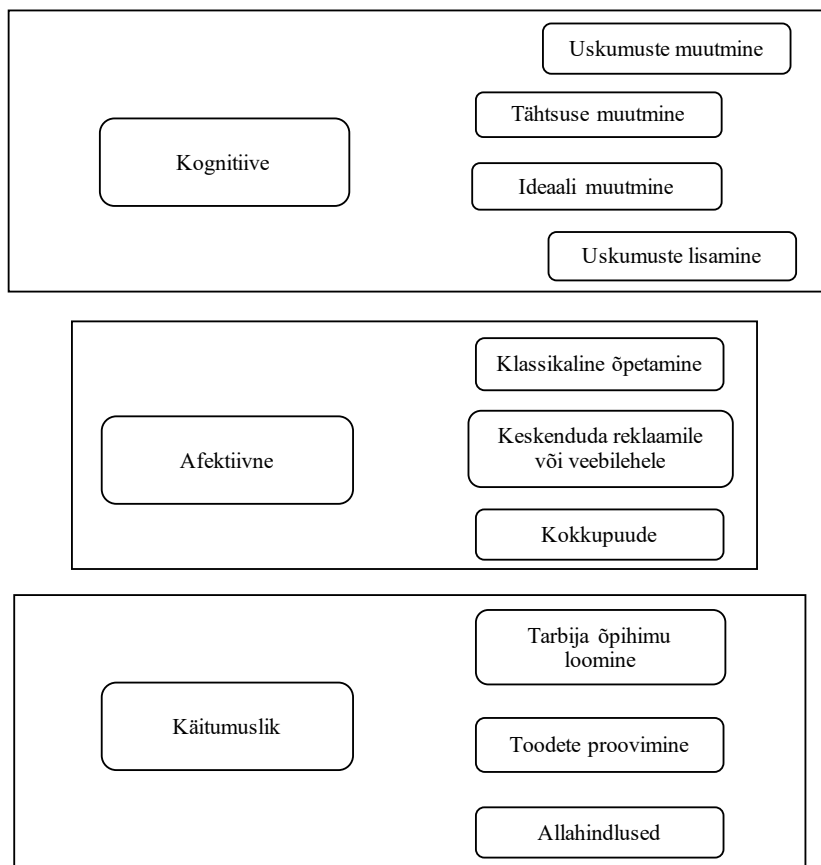 Uskumuste muutmine
Tähtsuse muutmine
Kognitiive
Ideaali muutmine
Uskumuste lisamine
Klassikaline õpetamine
Keskenduda reklaamile
või veebilehele
Afektiivne
Kokkupuude
Tarbija õpihimu
loomine
Käitumuslik
Toodete proovimine
Allahindlused